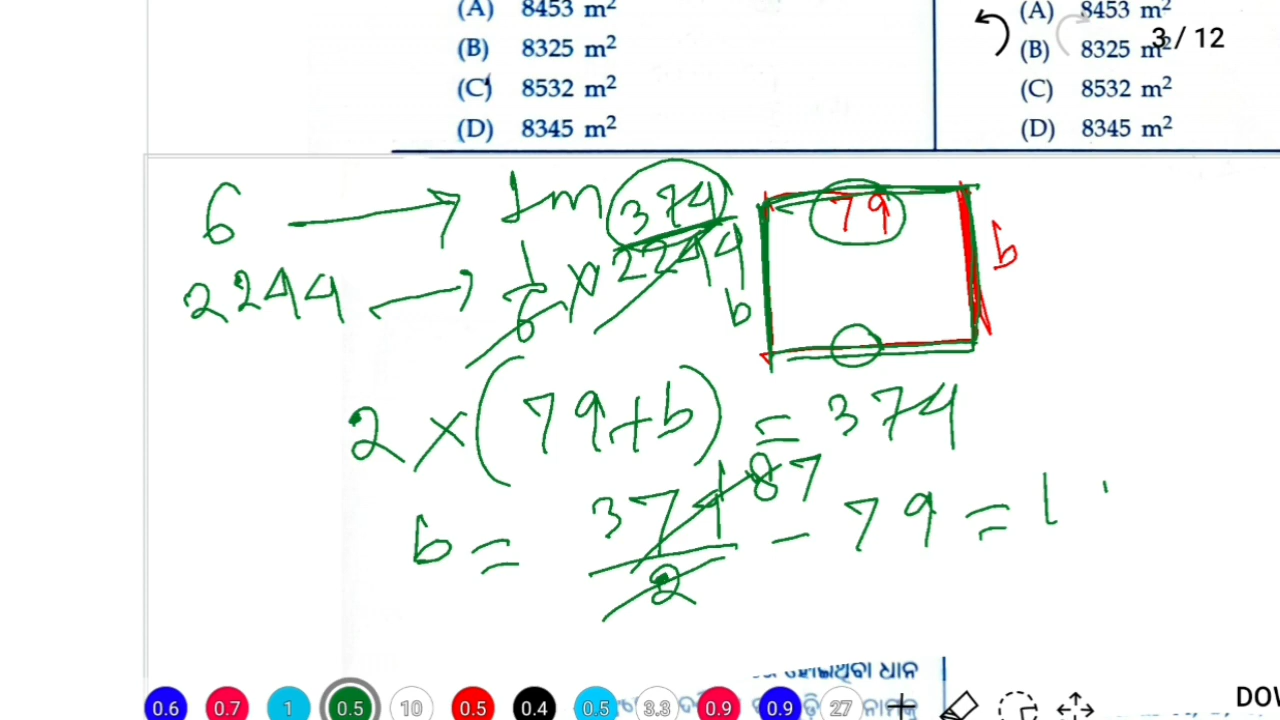 (A) 8453 m²
(B) 8325 m²
(C) 8532 m²
(D) 8345 m²
(A) 8453 m²
(B) 8325 m²
(C) 8532 m²
(D) 8345 m²
3 / 12
6 → 1 m 374
2244 → 1/6 × 2244
79
b
b
2 × (79 + b) = 374
b = 374/2 87 - 79 = 1
0.6 0.7 1 0.5 10 0.5 0.4 0.5 3.3 0.9 0.9 27